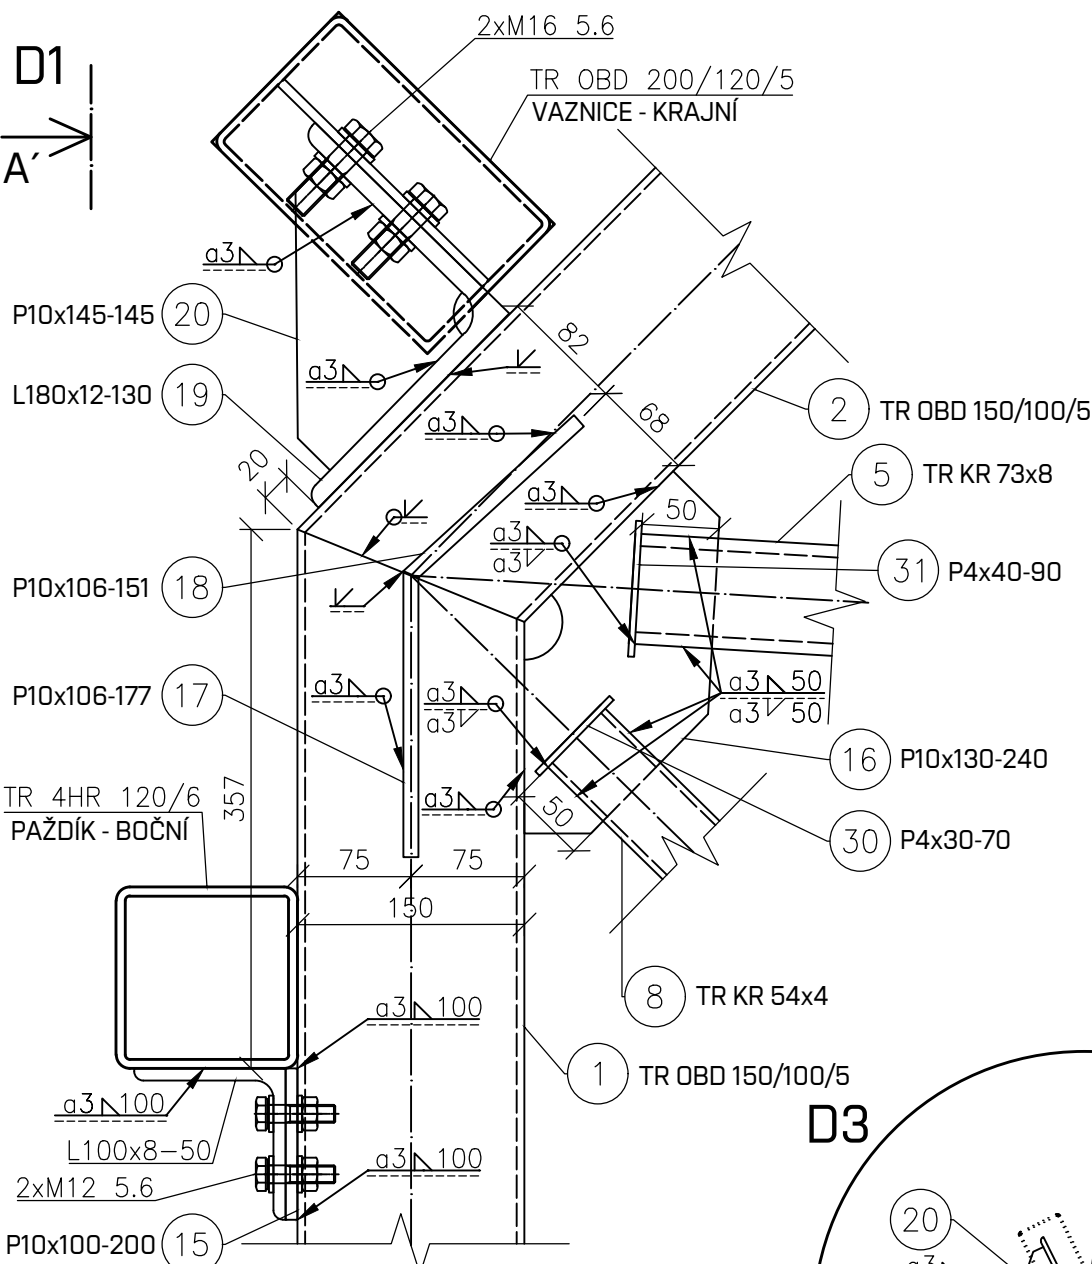 D1
A´
2xM16 5.6
TR OBD 200/120/5
VAZNICE - KRAJNÍ
a3
P10x145-145 20
82
a3
L180x12-130 19
2 TR OBD 150/100/5
68
a3
5 TR KR 73x8
20
a3
50
a3
a3
31 P4x40-90
P10x106-151 18
P10x106-177 17
a3
a3
a3
a3 50
a3 50
16 P10x130-240
TR 4HR 120/6
PAŽDÍK - BOČNÍ
357
a3
50
30 P4x30-70
75 75
150
8 TR KR 54x4
a3 100
1 TR OBD 150/100/5
a3 100
L100x8-50
D3
a3 100
2xM12 5.6
P10x100-200 15
20
a3